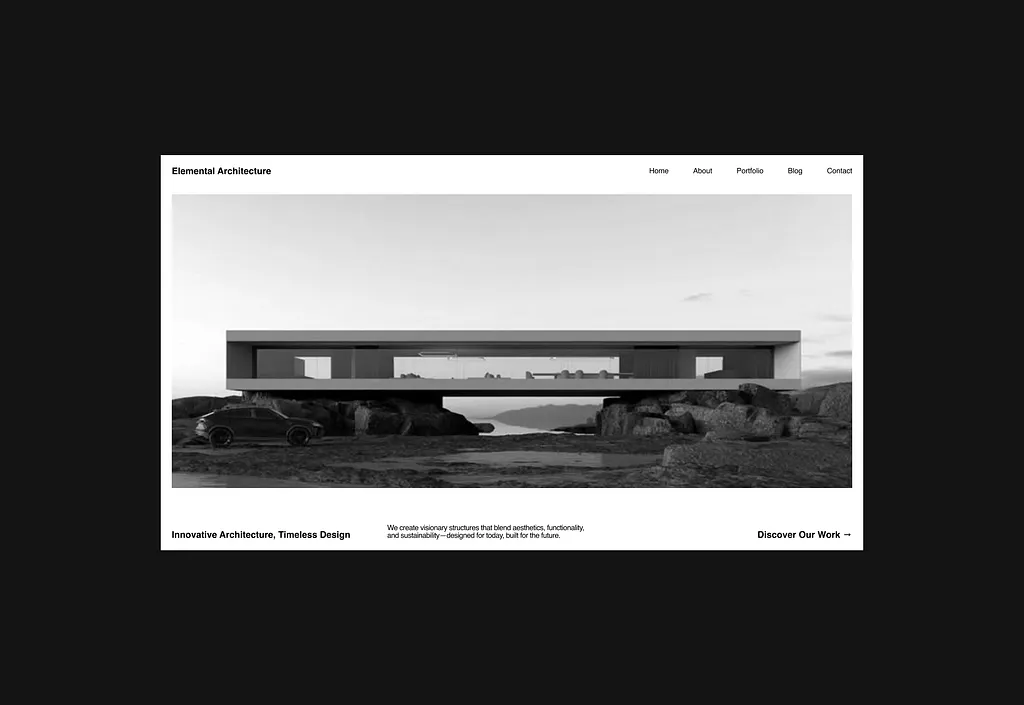 Elemental Architecture
Home
About
Portfolio
Blog
Contact
Innovative Architecture, Timeless Design
We create visionary structures that blend aesthetics, functionality,
and sustainability—designed for today, built for the future.
Discover Our Work →